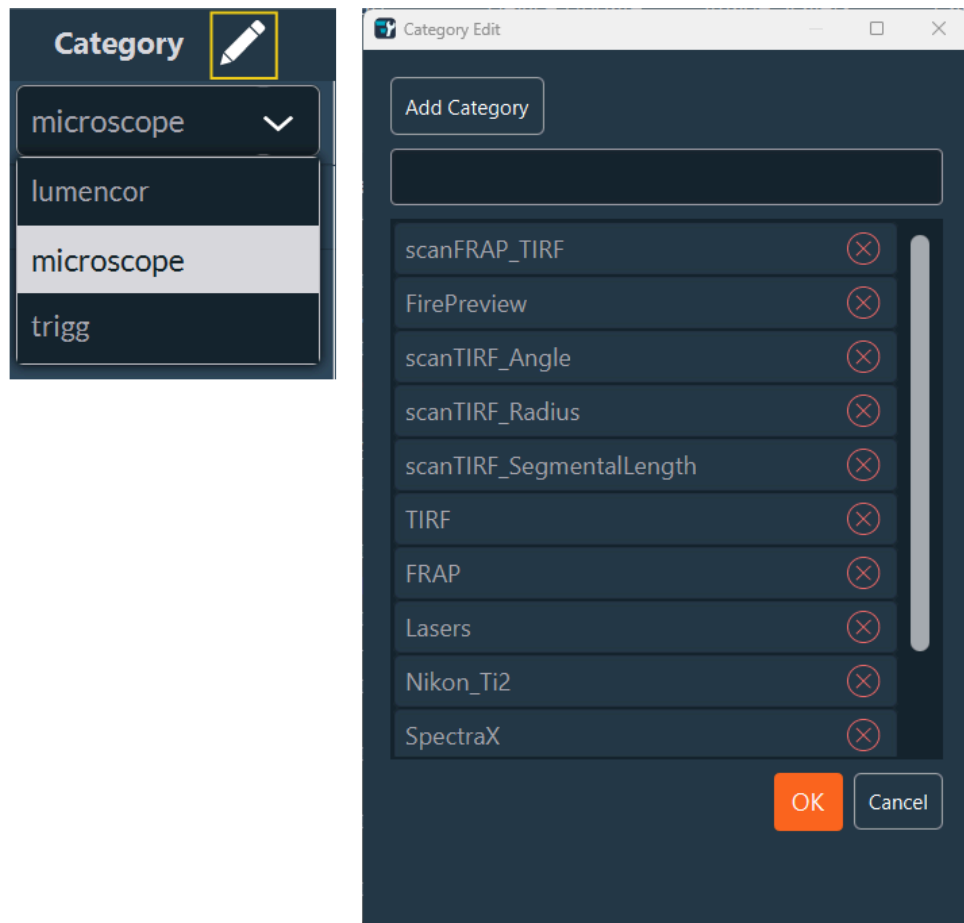 Category
microscope
lumencor
microscope
trigg
Category Edit
Add Category
scanFRAP_TIRF
FirePreview
scanTIRF_Angle
scanTIRF_Radius
scanTIRF_SegmentalLength
TIRF
FRAP
Lasers
Nikon_Ti2
SpectraX
OK
Cancel